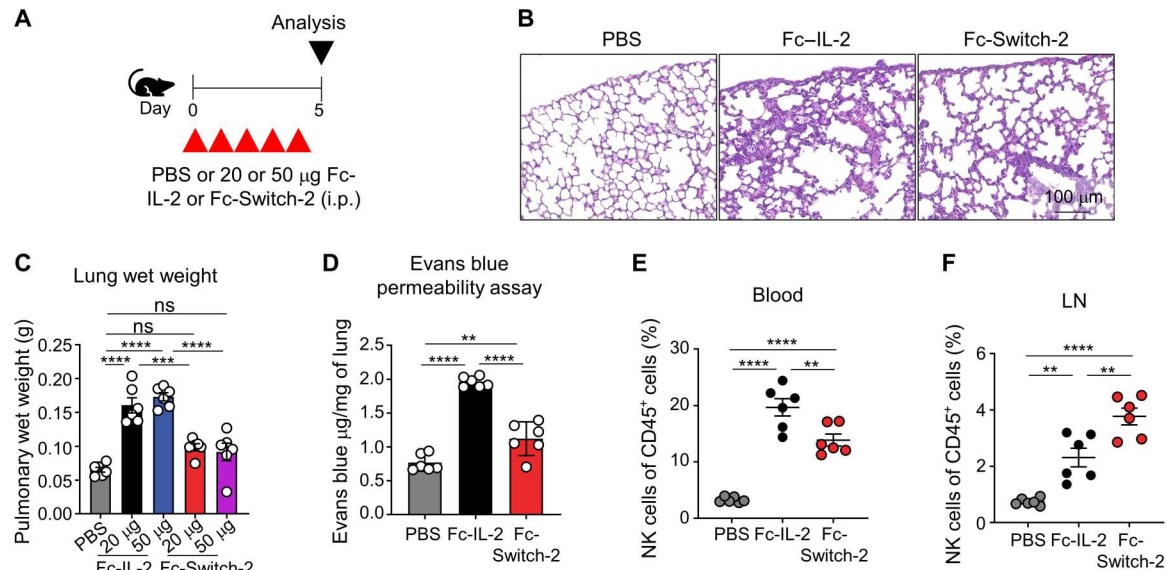 A
Analysis
Day
0
5
PBS or 20 or 50 μg Fc-
IL-2 or Fc-Switch-2 (i.p.)
B
PBS
Fc–IL-2
Fc-Switch-2
100 μm
C
Lung wet weight
ns
ns
**** ****
**** ***
Pulmonary wet weight (g)
0.25
0.20
0.15
0.10
0.05
0.00
PBS
20 μg
50 μg
20 μg
50 μg
Fc-IL-2
Fc-Switch-2
D
Evans blue
permeability assay
**
**** ****
Evans blue μg/mg of lung
3.0
2.0
1.0
0.0
PBS Fc-IL-2 Fc-
Switch-2
E
Blood
****
**** **
NK cells of CD45+ cells (%)
30
20
10
0
PBS Fc-IL-2 Fc-
Switch-2
F
LN
****
** **
NK cells of CD45+ cells (%)
6
4
2
0
PBS Fc-IL-2 Fc-
Switch-2